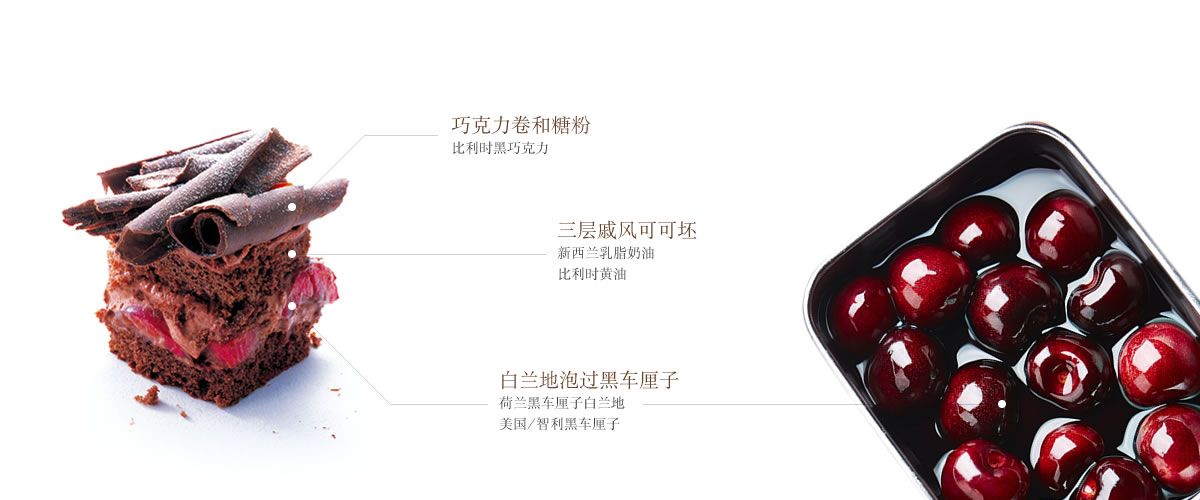 巧克力卷和糖粉
比利时黑巧克力
三层戚风可可坯
新西兰乳脂奶油
比利时黄油
白兰地泡过黑车厘子
荷兰黑车厘子白兰地
美国/智利黑车厘子